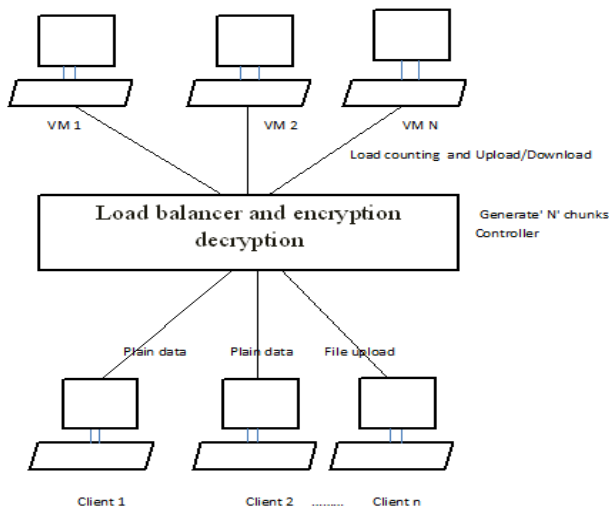 VM 1
VM 2
VM N
Load counting and Upload/Download
Load balancer and encryption
decryption
Generate' N' chunks
Controller
Plain data
Plain data
File upload
Client 1
Client 2
.........
Client n